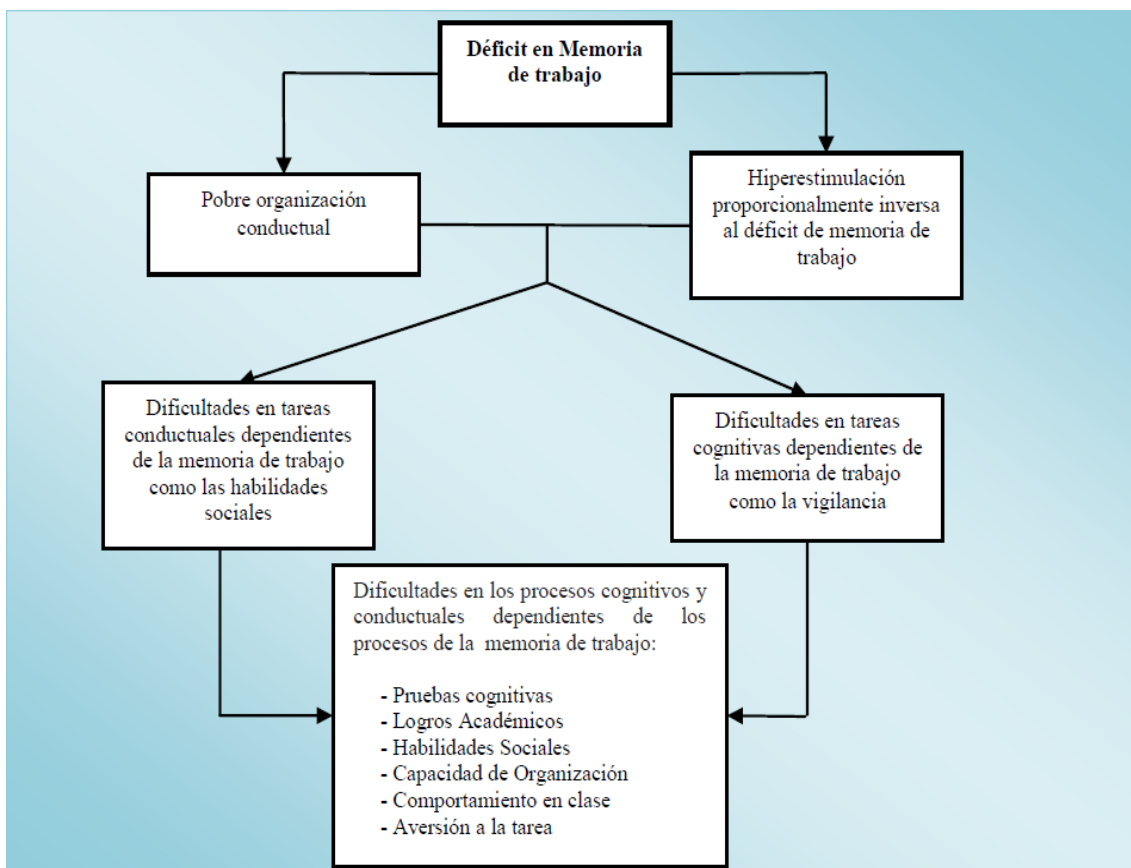 Déficit en Memoria
de trabajo
Pobre organización
conductual
Hiperestimulación
proporcionalmente inversa
al déficit de memoria de
trabajo
Dificultades en tareas
conductuales dependientes
de la memoria de trabajo
como las habilidades
sociales
Dificultades en tareas
cognitivas dependientes de
la memoria de trabajo
como la vigilancia
Dificultades en los procesos cognitivos y
conductuales dependientes de los
procesos de la memoria de trabajo:
- Pruebas cognitivas
- Logros Académicos
- Habilidades Sociales
- Capacidad de Organización
- Comportamiento en clase
- Aversión a la tarea